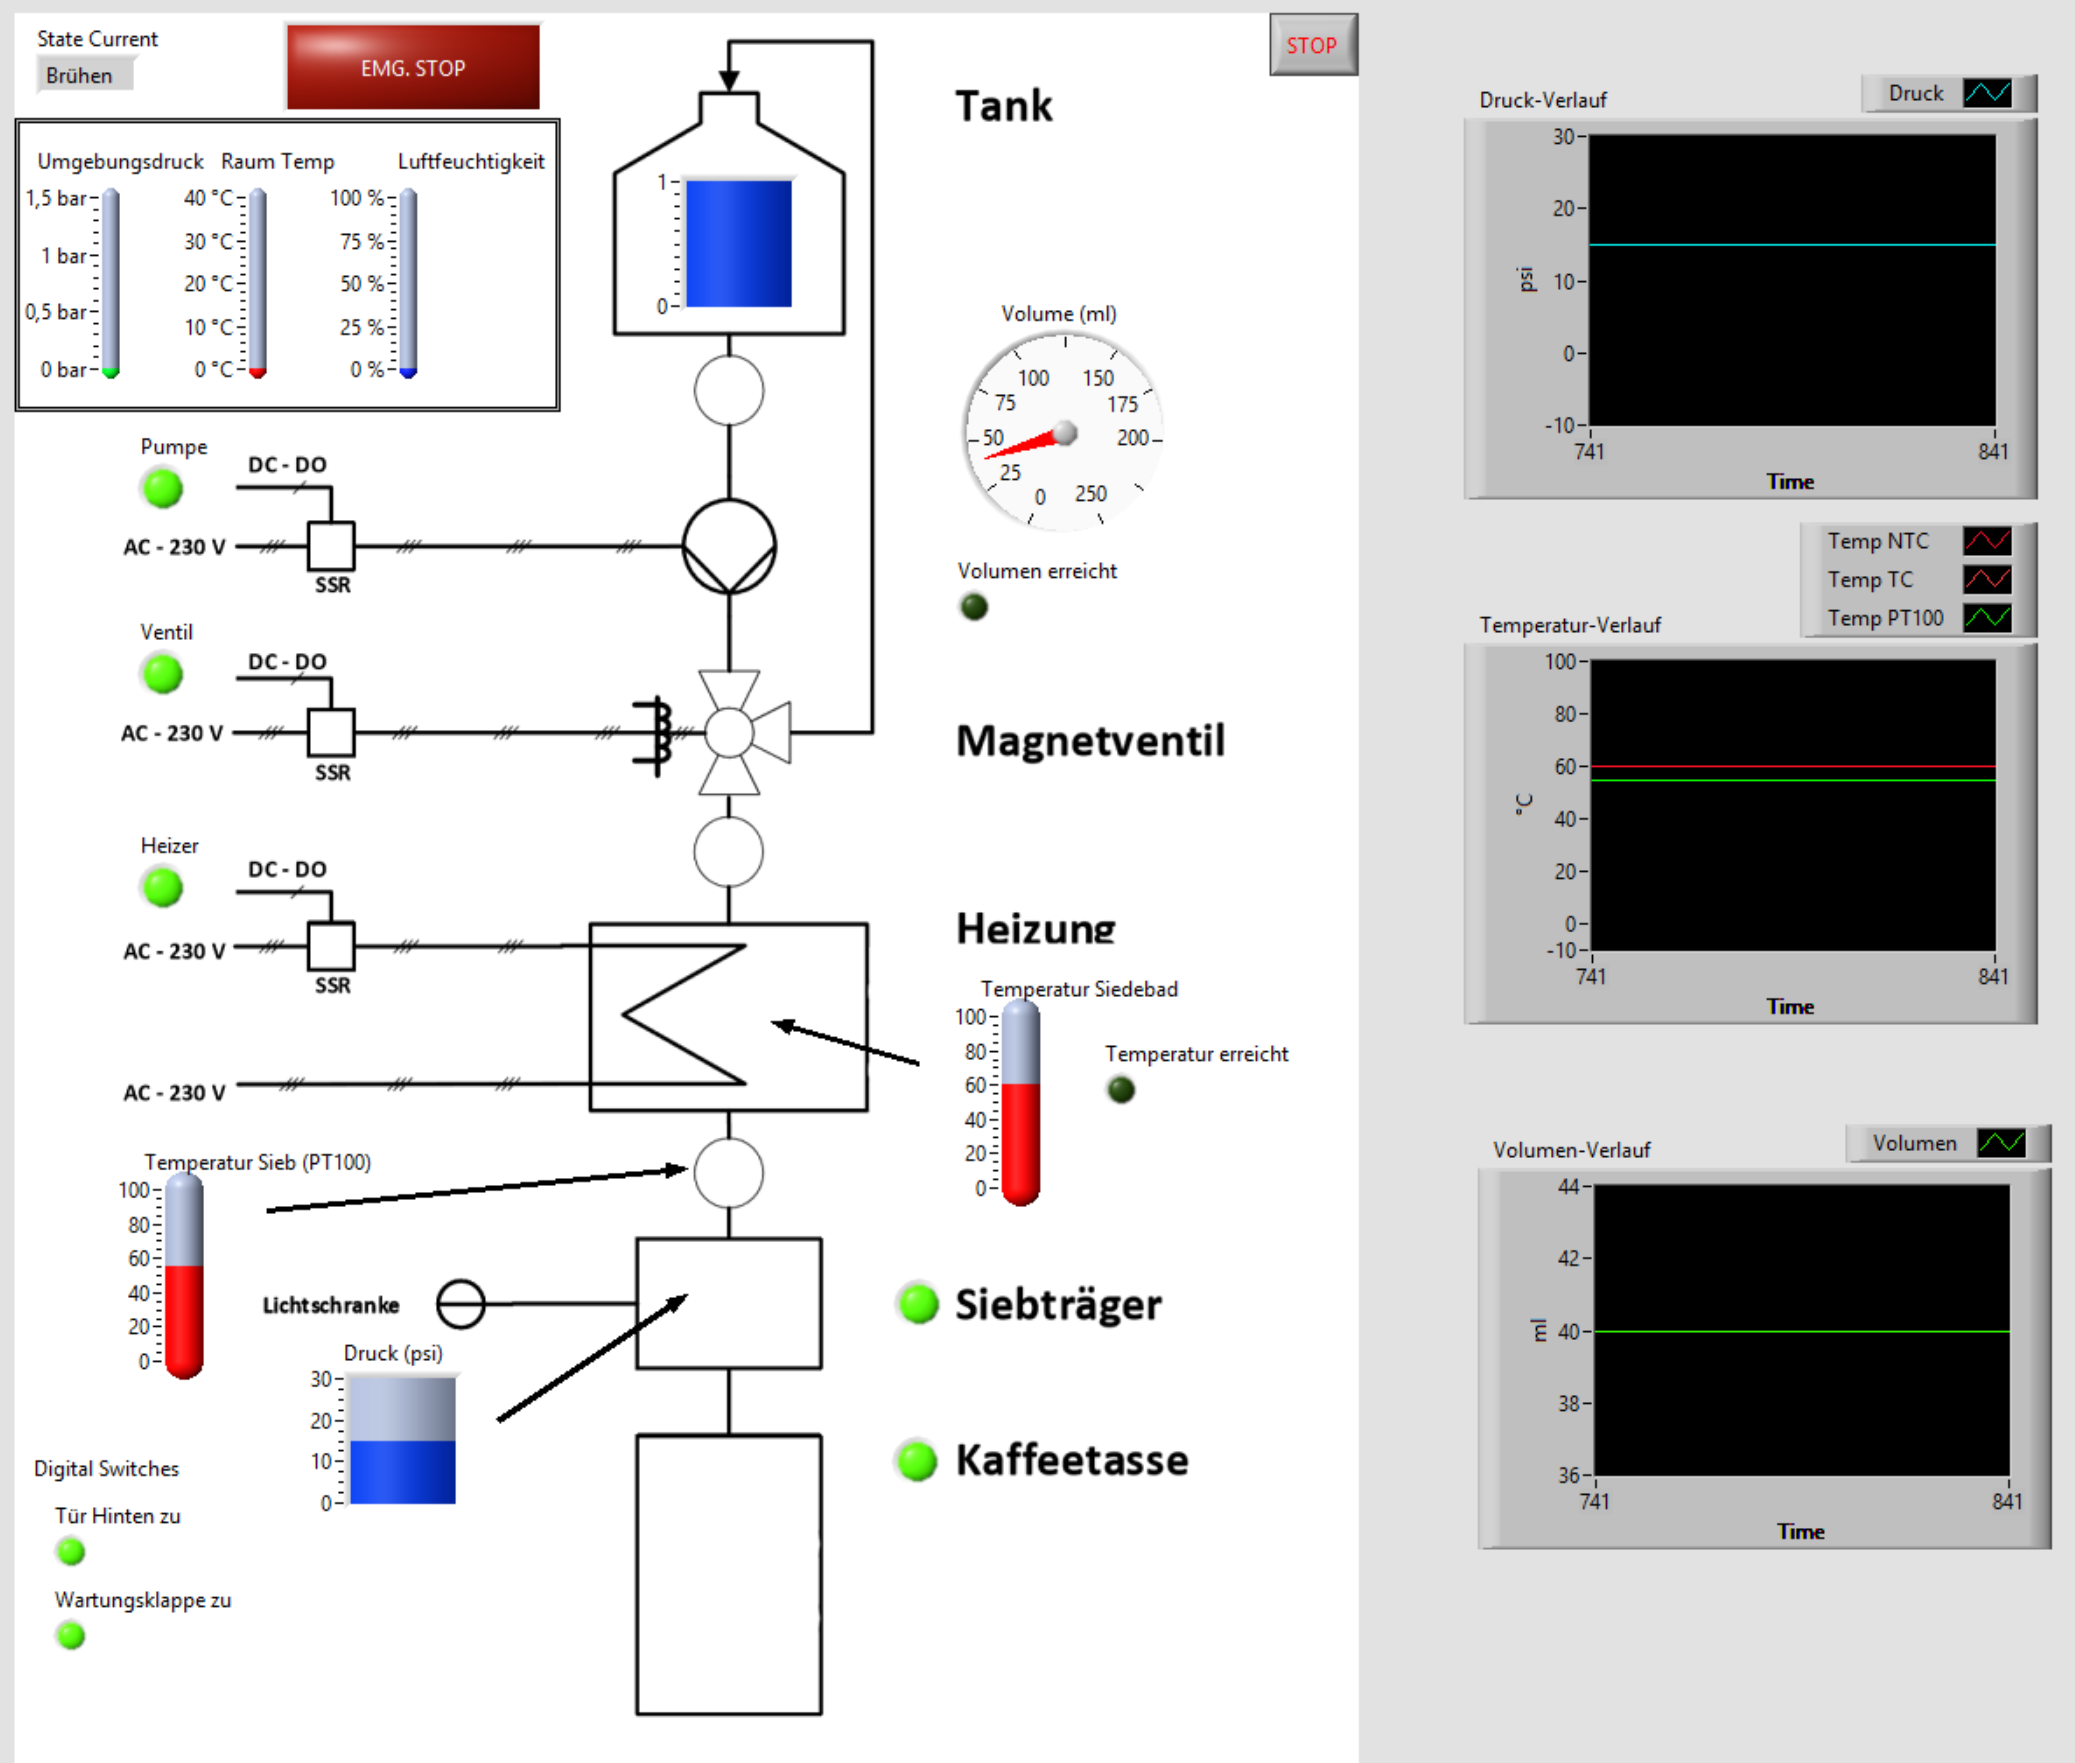 State Current
Brühen
EMG. STOP
STOP
Umgebungsdruck Raum Temp Luftfeuchtigkeit
1,5 bar
1 bar
0,5 bar
0 bar
40 °C
30 °C
20 °C
10 °C
0 °C
100 %
75 %
50 %
25 %
0 %
Tank
1
0
Volume (ml)
0
25
50
75
100
150
175
200
250
Volumen erreicht
Pumpe
DC - DO
AC - 230 V
SSR
Ventil
DC - DO
AC - 230 V
SSR
Magnetventil
Heizer
DC - DO
AC - 230 V
SSR
AC - 230 V
Heizung
Temperatur Siedebad
100
80
60
40
20
0
Temperatur erreicht
Temperatur Sieb (PT100)
100
80
60
40
20
0
Lichtschranke
Siebträger
Druck (psi)
30
20
10
0
Kaffeetasse
Digital Switches
Tür Hinten zu
Wartungsklappe zu
Druck-Verlauf
Druck
30
20
10
0
-10
psi
741 841
Time
Temp NTC
Temp TC
Temp PT100
Temperatur-Verlauf
100
80
60
40
20
0
-10
°C
741 841
Time
Volumen-Verlauf
Volumen
44
42
40
38
36
ml
741 841
Time